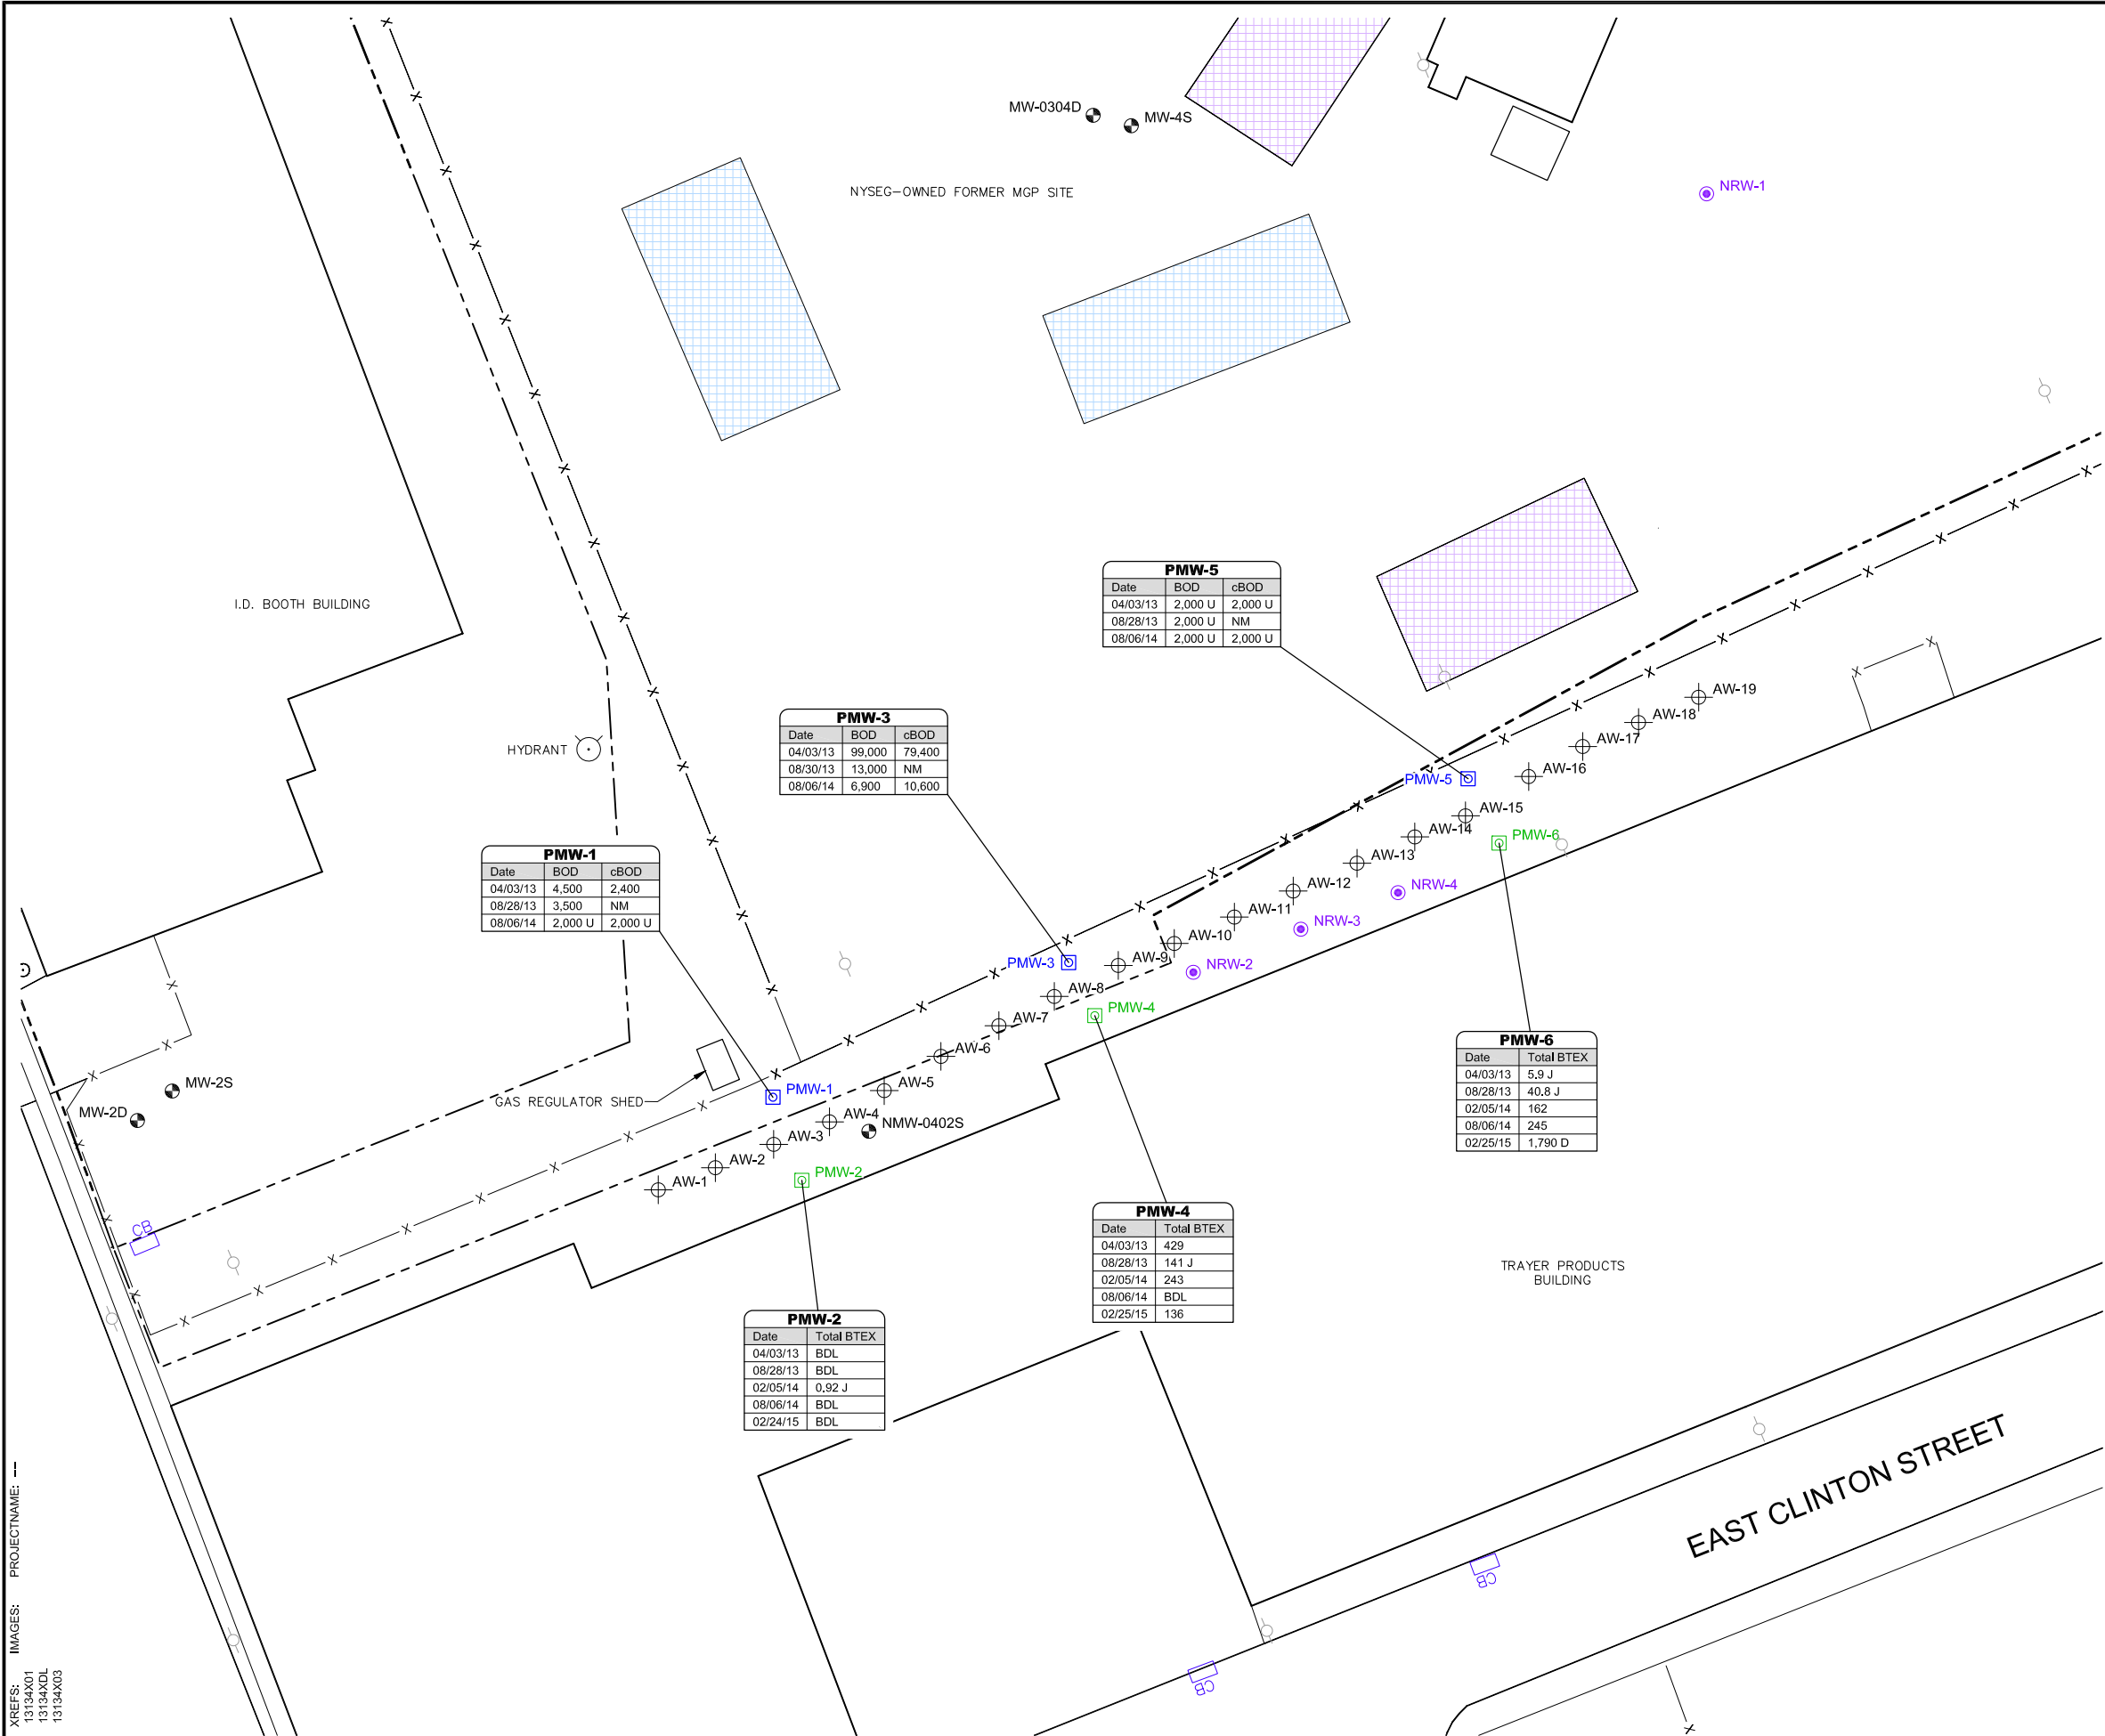 MW-0304D
MW-4S
NYSEG-OWNED FORMER MGP SITE
NRW-1
I.D. BOOTH BUILDING
HYDRANT
PMW-5
Date BOD cBOD
04/03/13 2,000 U 2,000 U
08/28/13 2,000 U NM
08/06/14 2,000 U 2,000 U
PMW-3
Date BOD cBOD
04/03/13 99,000 79,400
08/30/13 13,000 NM
08/06/14 6,900 10,600
PMW-1
Date BOD cBOD
04/03/13 4,500 2,400
08/28/13 3,500 NM
08/06/14 2,000 U 2,000 U
AW-19
AW-18
AW-17
AW-16
PMW-5
AW-15
AW-14
PMW-6
AW-13
AW-12
NRW-4
AW-11
NRW-3
AW-10
PMW-3
AW-9
NRW-2
AW-8
PMW-4
AW-7
AW-6
AW-5
PMW-1
GAS REGULATOR SHED
AW-4
NMW-0402S
AW-3
AW-2
PMW-2
AW-1
MW-2S
MW-2D
CB
PMW-6
Date Total BTEX
04/03/13 5.9 J
08/28/13 40.8 J
02/05/14 162
08/06/14 245
02/25/15 1,790 D
PMW-4
Date Total BTEX
04/03/13 429
08/28/13 141 J
02/05/14 243
08/06/14 BDL
02/25/15 136
PMW-2
Date Total BTEX
04/03/13 BDL
08/28/13 BDL
02/05/14 0.92 J
08/06/14 BDL
02/24/15 BDL
TRAYER PRODUCTS
BUILDING
EAST CLINTON STREET
CB
CB
XREFS: IMAGES: PROJECTNAME: --
13134X01
13134XDL
13134X03